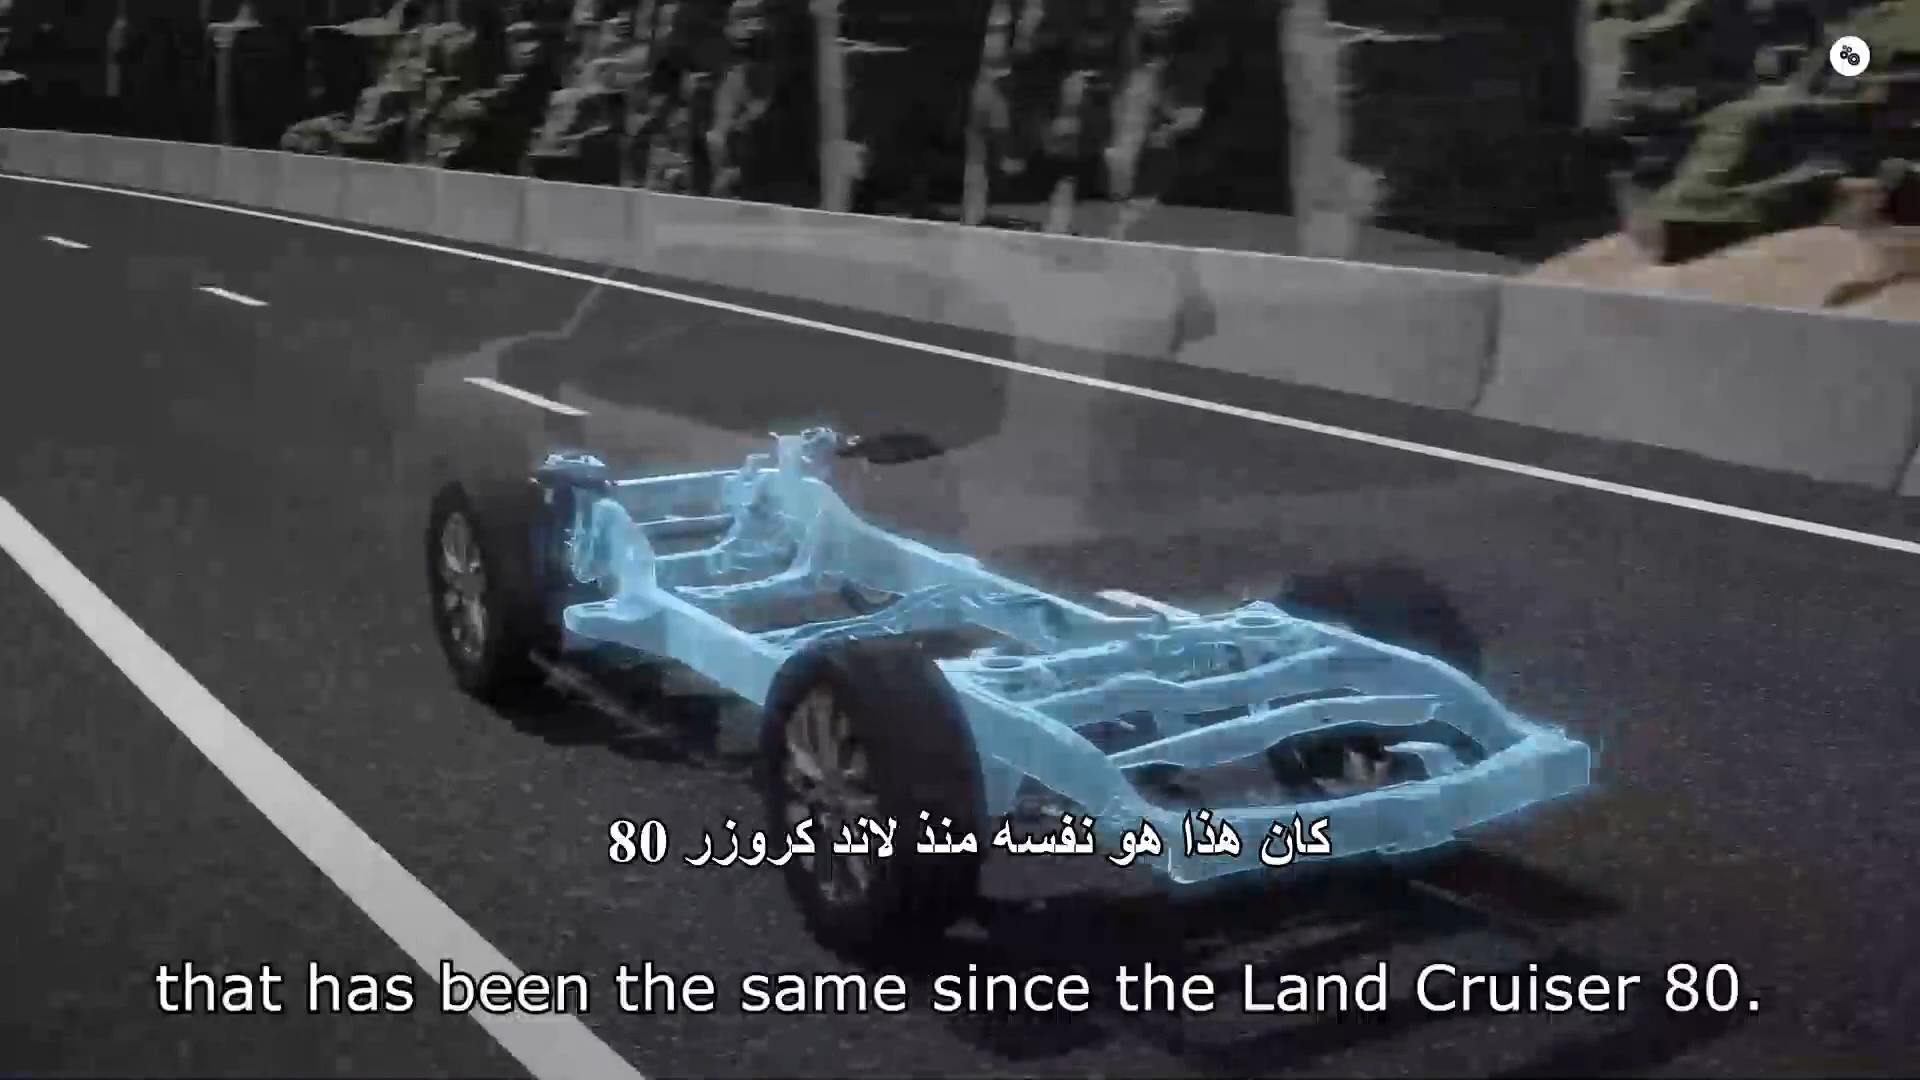 كان هذا هو نفسه منذ لاند كروزر 80
that has been the same since the Land Cruiser 80.